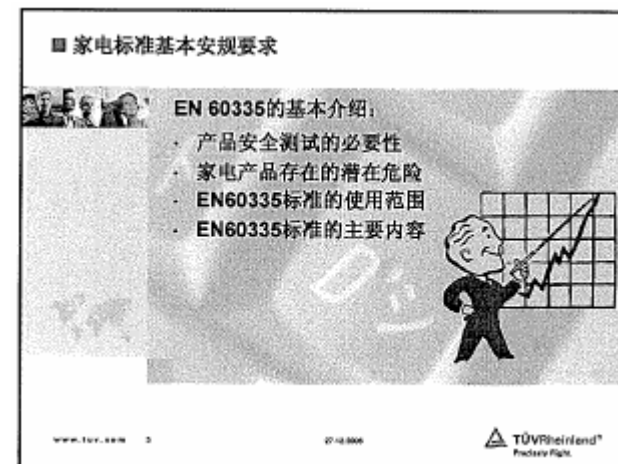 家电标准基本安规要求
EN 60335的基本介绍:
· 产品安全测试的必要性
· 家电产品存在的潜在危险
· EN60335标准的使用范围
· EN60335标准的主要内容
www.tuv.com
TÜVRheinland®
Precisely Right.